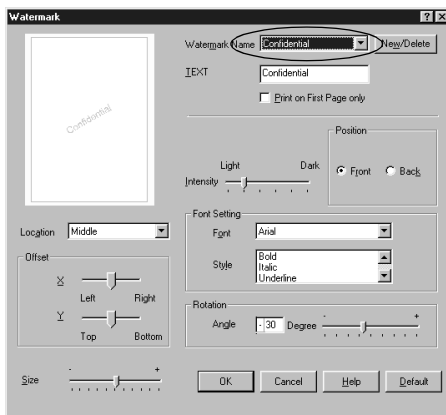 Watermark
Confidential
Watermark Name Confidential New/Delete
TEXT Confidential
Print on First Page only
Position
Front Back
Light Dark
Intensity
Location Middle
Font Setting
Font Arial
Style Bold
Italic
Underline
Offset
X
Left Right
Y
Top Bottom
Rotation
Angle -30 Degree - +
Size - +
OK Cancel Help Default